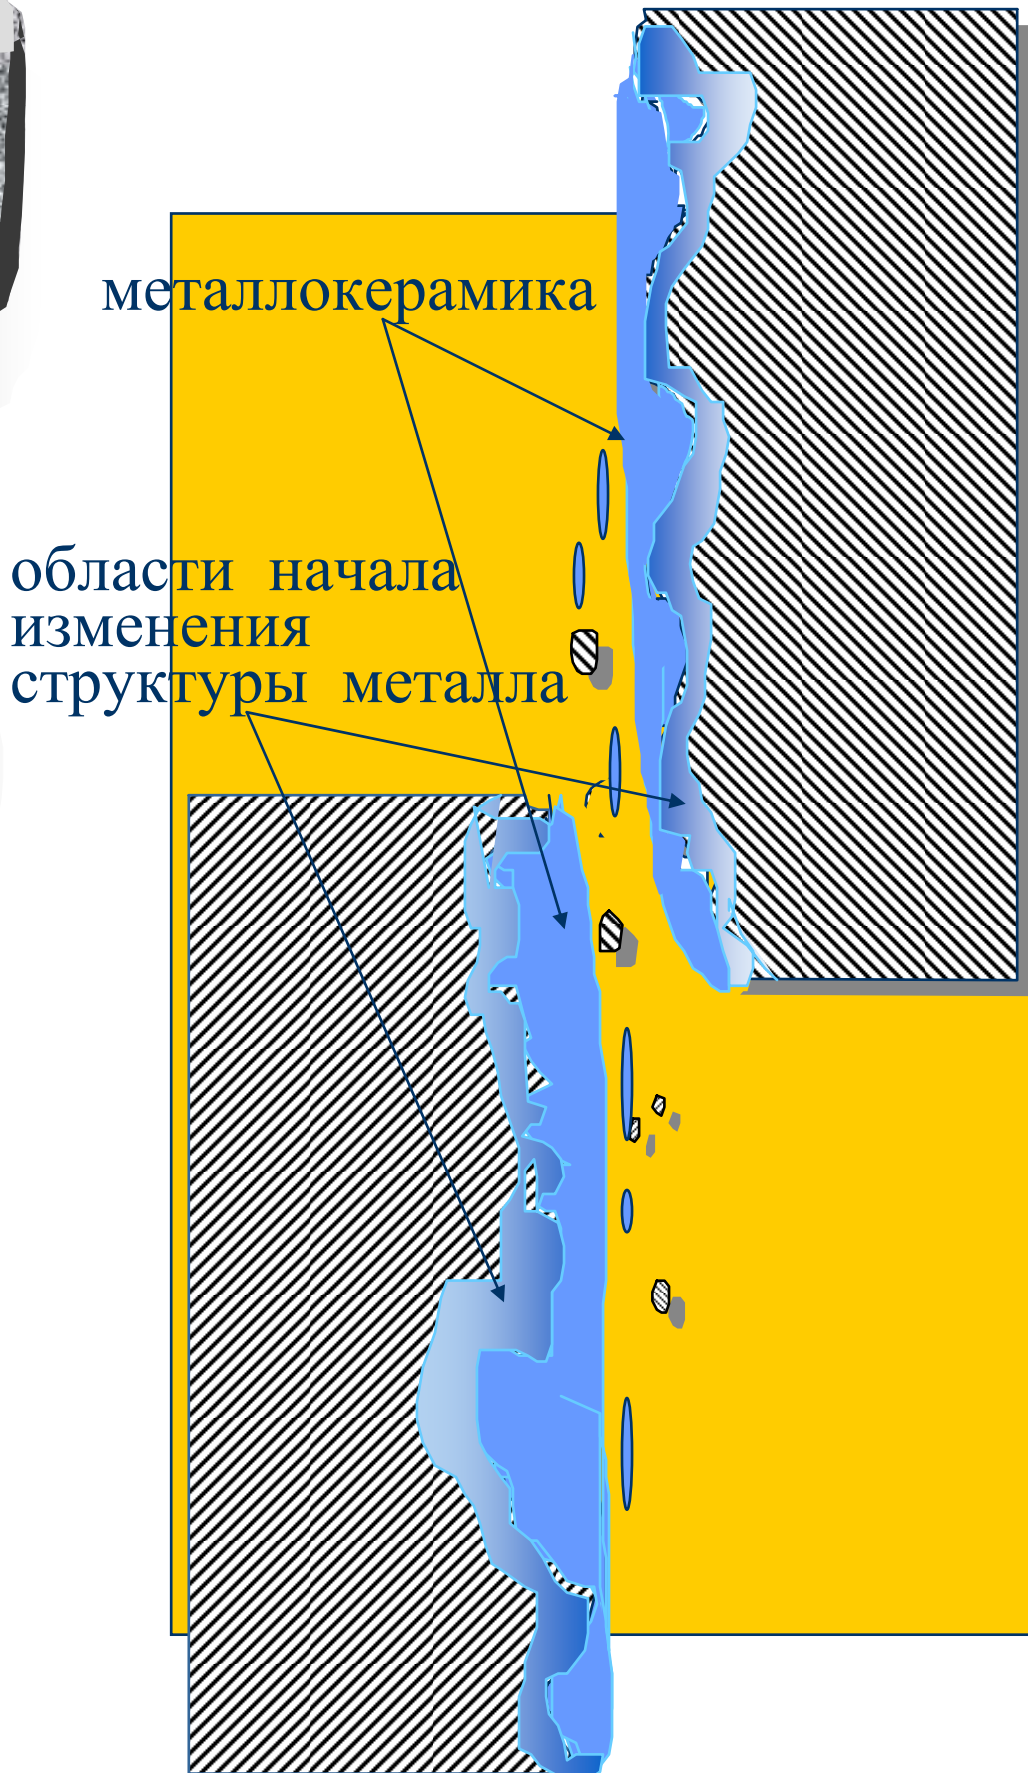 металлокерамика
области начала
изменения
структуры металла